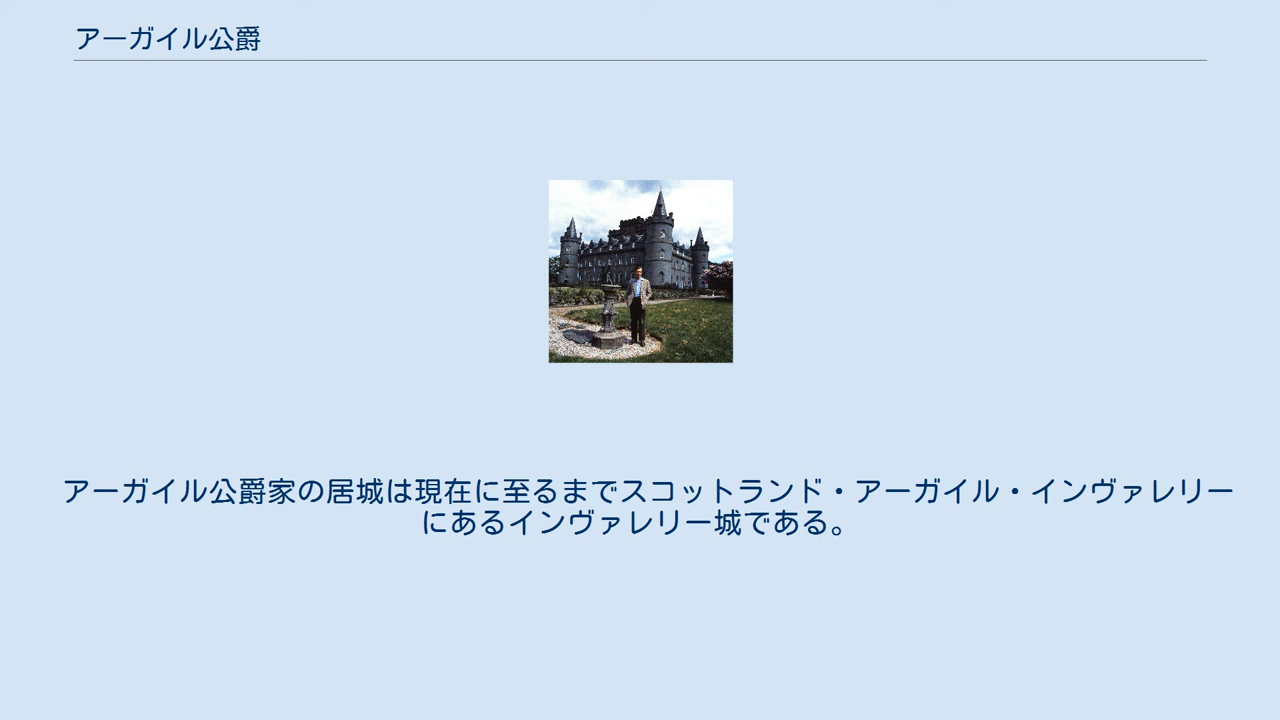 アーガイル公爵
アーガイル公爵家の居城は現在に至るまでスコットランド・アーガイル・インヴァレリー
にあるインヴァレリー城である。